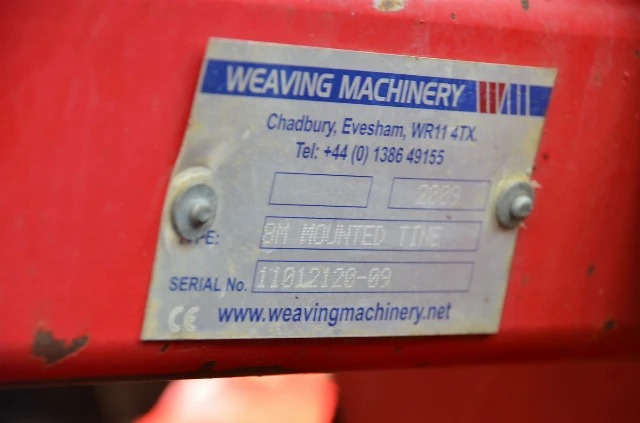 WEAVING MACHINERY
Chadbury, Evesham, WR11 4TX.
Tel: +44 (0) 1386 49155
2009
8M MOUNTED TINE
SERIAL No. 11012120-09
CE www.weavingmachinery.net